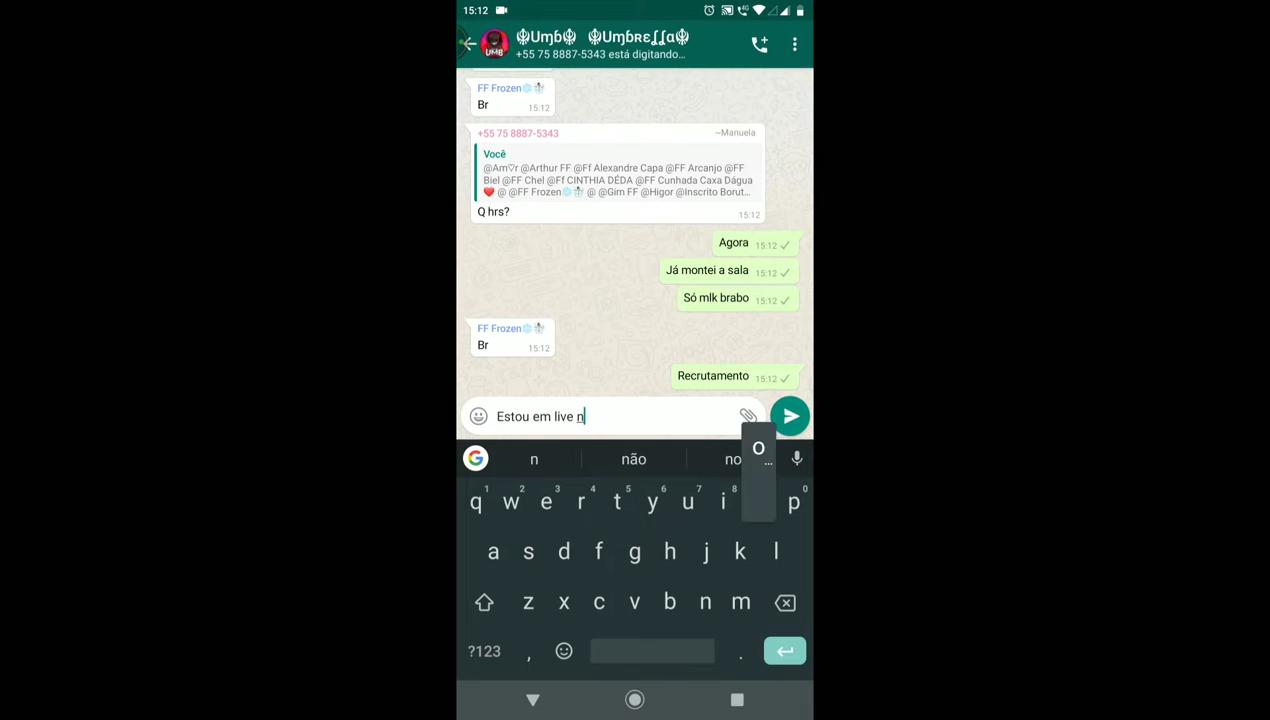 15:12
4G
☬Uɱɓ☬ ☬Uɱɓʀєʆʆɑ☬
+55 75 8887-5343 está digitando...
UMB
FF Frozen❄️☃️
Br
15:12
+55 75 8887-5343 ~Manuela
Você
@Am♡r @Arthur FF @Ff Alexandre Capa @FF Arcanjo @FF
Biel @FF Chel @Ff CINTHIA DÉDA @FF Cunhada Caxa Dágua
❤️ @ @FF Frozen❄️☃️ @ @Gim FF @Higor @Inscrito Borut...
Q hrs?
15:12
Agora 15:12
Já montei a sala 15:12
Só mlk brabo 15:12
FF Frozen❄️☃️
Br
15:12
Recrutamento 15:12
Estou em live n
o
...
n não no
1 2 3 4 5 6 7 8 0
q w e r t y u i p
a s d f g h j k l
z x c v b n m
?123 , .